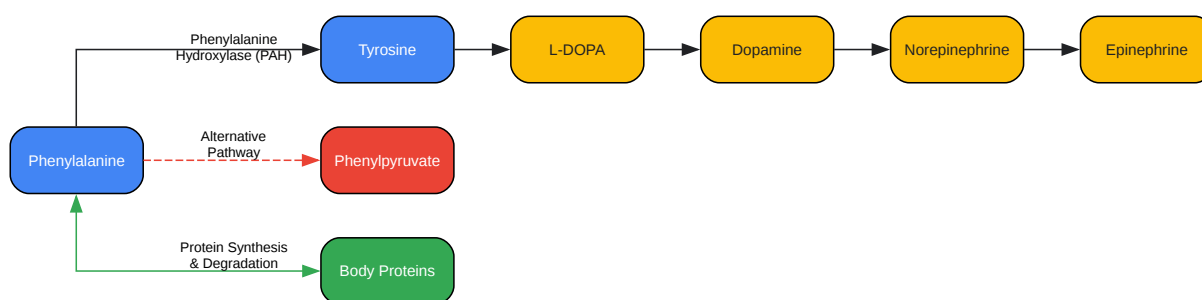 Phenylalanine
Hydroxylase (PAH)
Tyrosine
L-DOPA
Dopamine
Norepinephrine
Epinephrine
Phenylalanine
Alternative
Pathway
Phenylpyruvate
Protein Synthesis
& Degradation
Body Proteins